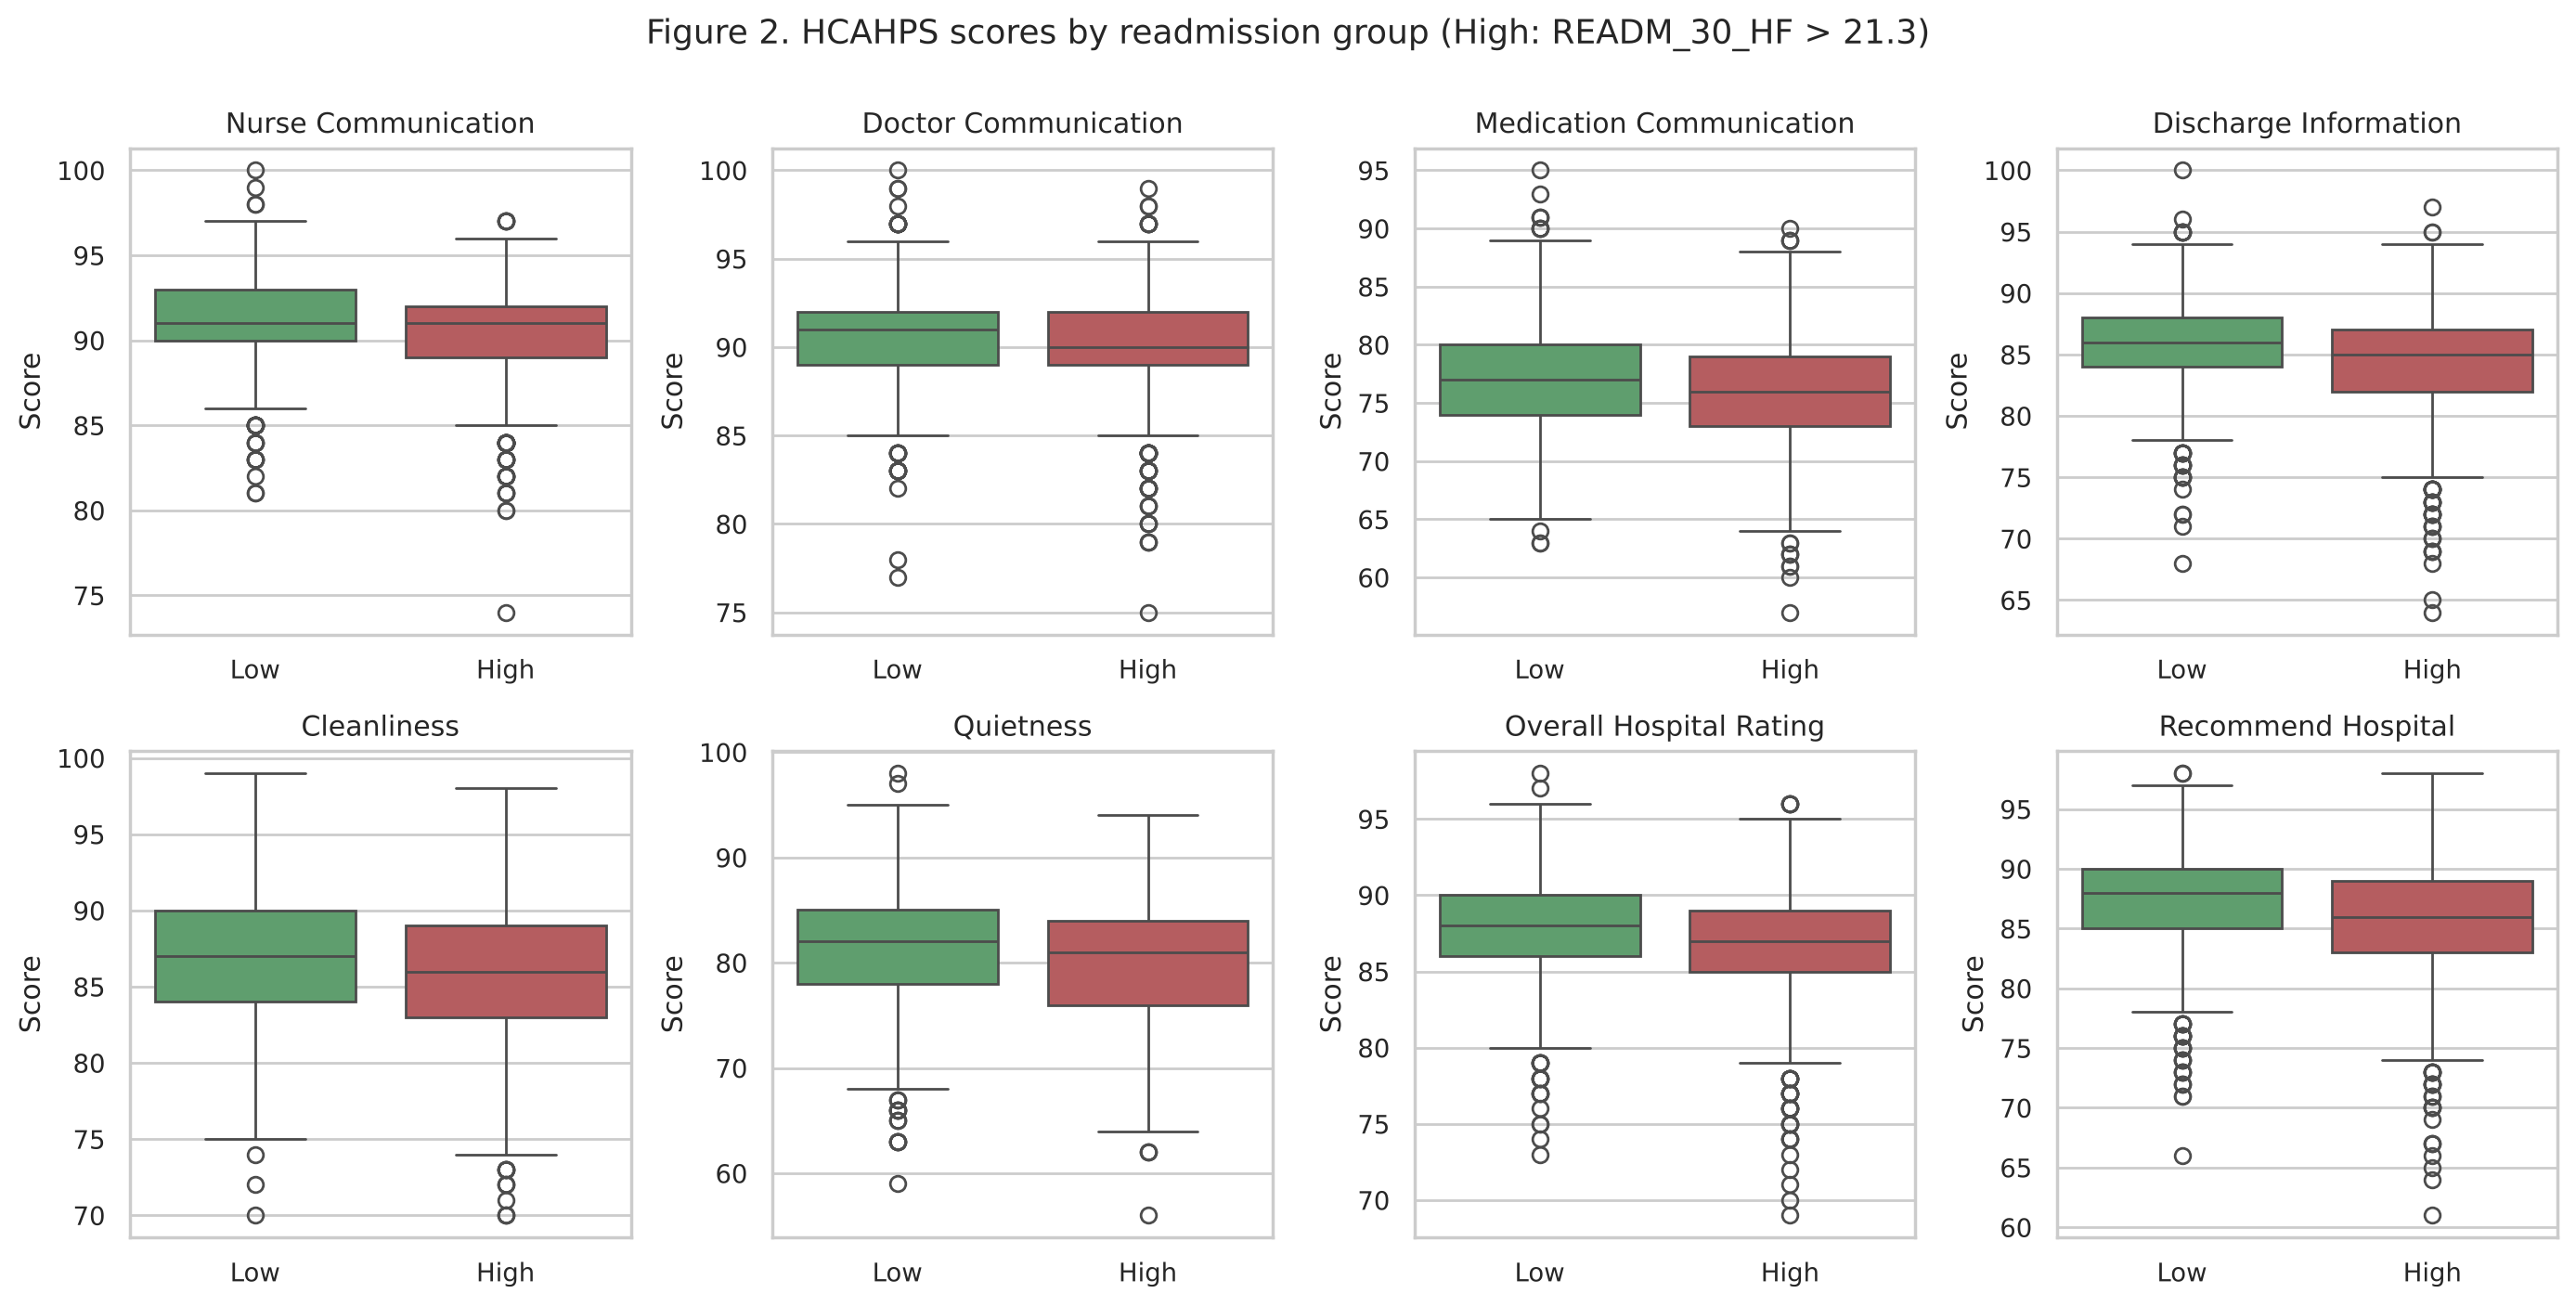 Figure 2. HCAHPS scores by readmission group (High: READM_30_HF > 21.3)
Nurse Communication
Score
100
95
90
85
80
75
Low High
Doctor Communication
Score
100
95
90
85
80
75
Low High
Medication Communication
Score
95
90
85
80
75
70
65
60
Low High
Discharge Information
Score
100
95
90
85
80
75
70
65
Low High
Cleanliness
Score
100
95
90
85
80
75
70
Low High
Quietness
Score
100
90
80
70
60
Low High
Overall Hospital Rating
Score
95
90
85
80
75
70
Low High
Recommend Hospital
Score
95
90
85
80
75
70
65
60
Low High